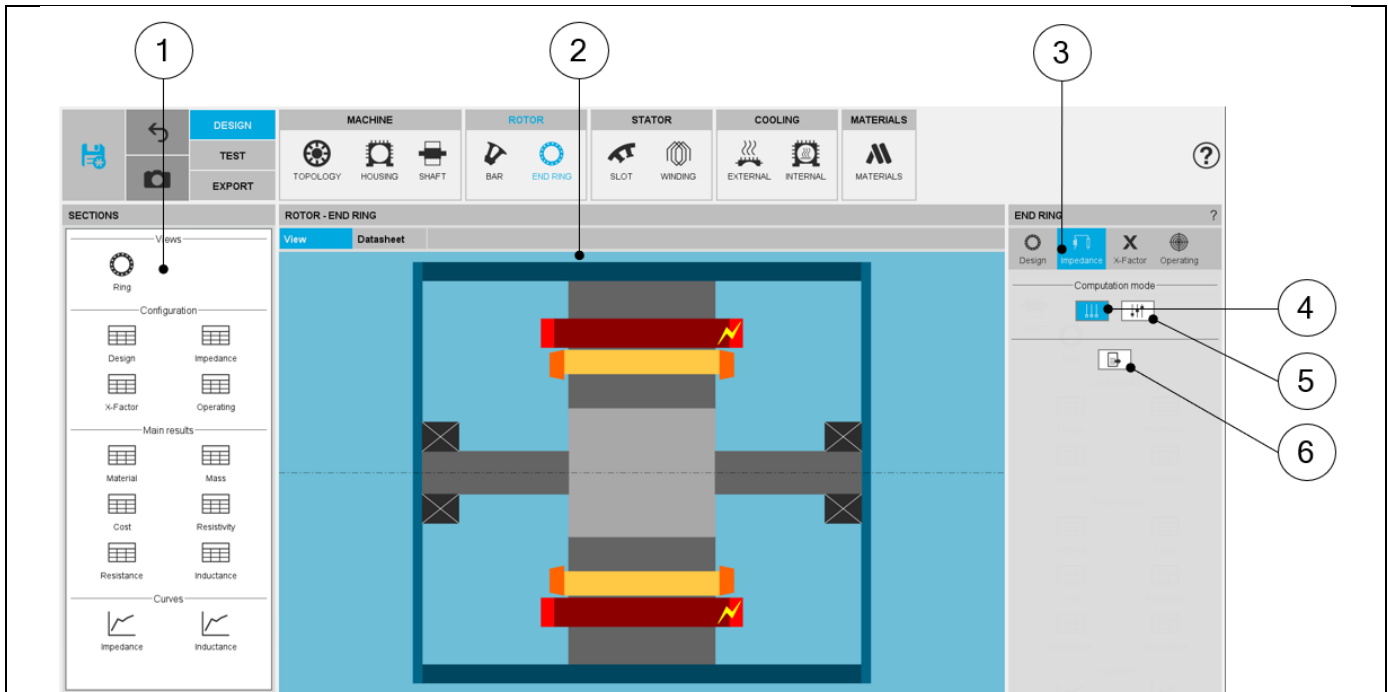 1 2 3
DESIGN MACHINE ROTOR STATOR COOLING MATERIALS
TEST
TOPOLOGY HOUSING SHAFT BAR END RING SLOT WINDING EXTERNAL INTERNAL MATERIALS
EXPORT
?
SECTIONS
Views
Ring
Configuration
Design Impedance
X-Factor Operating
Main results
Material Mass
Cost Resistivity
Resistance Inductance
Curves
Impedance Inductance
ROTOR - END RING
View Datasheet
END RING ?
Design Impedance X-Factor Operating
Computation mode
4
5
6